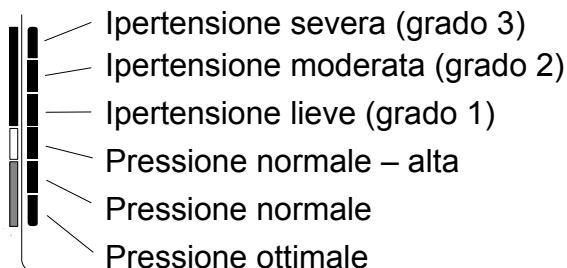 Ipertensione severa (grado 3)
Ipertensione moderata (grado 2)
Ipertensione lieve (grado 1)
Pressione normale – alta
Pressione normale
Pressione ottimale